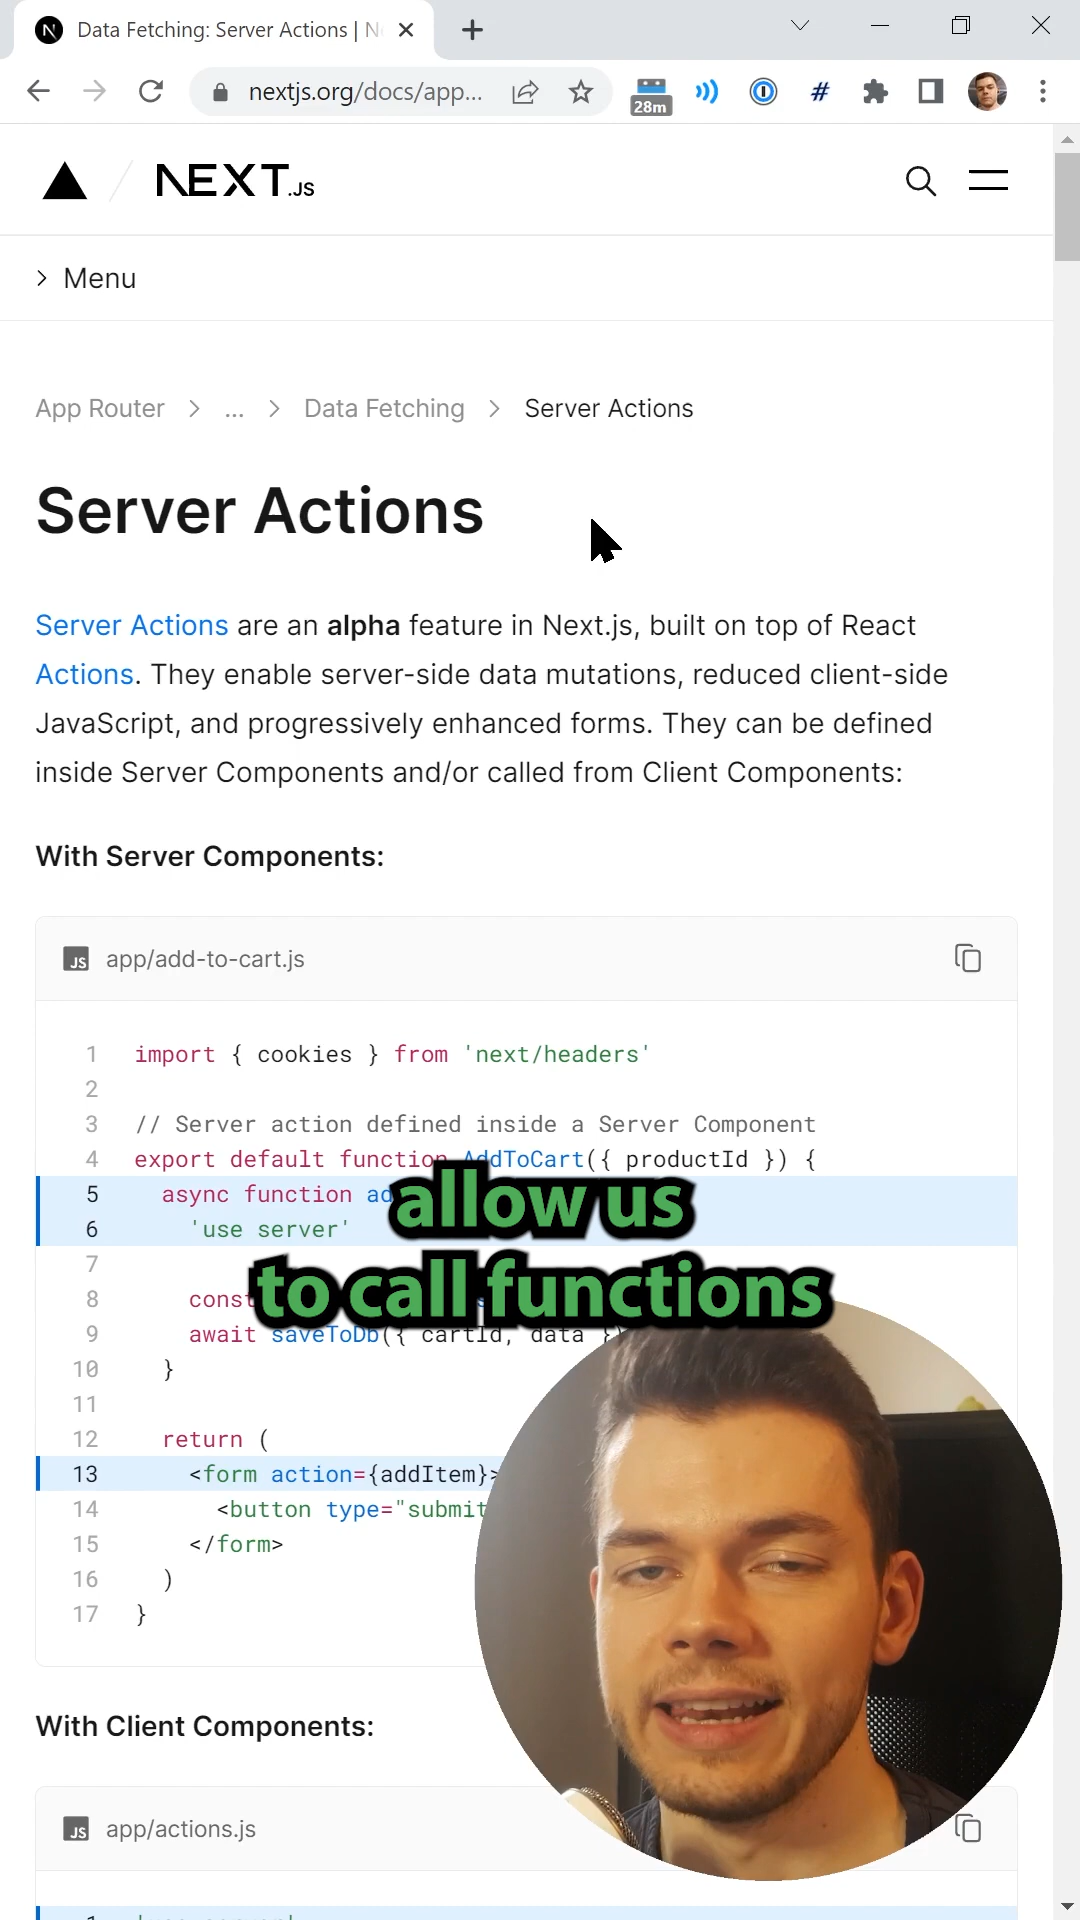 Data Fetching: Server Actions | N
nextjs.org/docs/app...
28m
NEXT.JS
Menu
App Router > ... > Data Fetching > Server Actions
Server Actions
Server Actions are an alpha feature in Next.js, built on top of React
Actions. They enable server-side data mutations, reduced client-side
JavaScript, and progressively enhanced forms. They can be defined
inside Server Components and/or called from Client Components:
With Server Components:
JS app/add-to-cart.js
1 import { cookies } from 'next/headers'
2
3 // Server action defined inside a Server Component
4 export default function AddToCart({ productId }) {
5 async function ad
6 'use server'
allow us
7
to call functions
8 const
9 await saveToDb({ cartId, data })
10 }
11
12 return (
13 <form action={addItem}>
14 <button type="submit
15 </form>
16 )
17 }
With Client Components:
JS app/actions.js